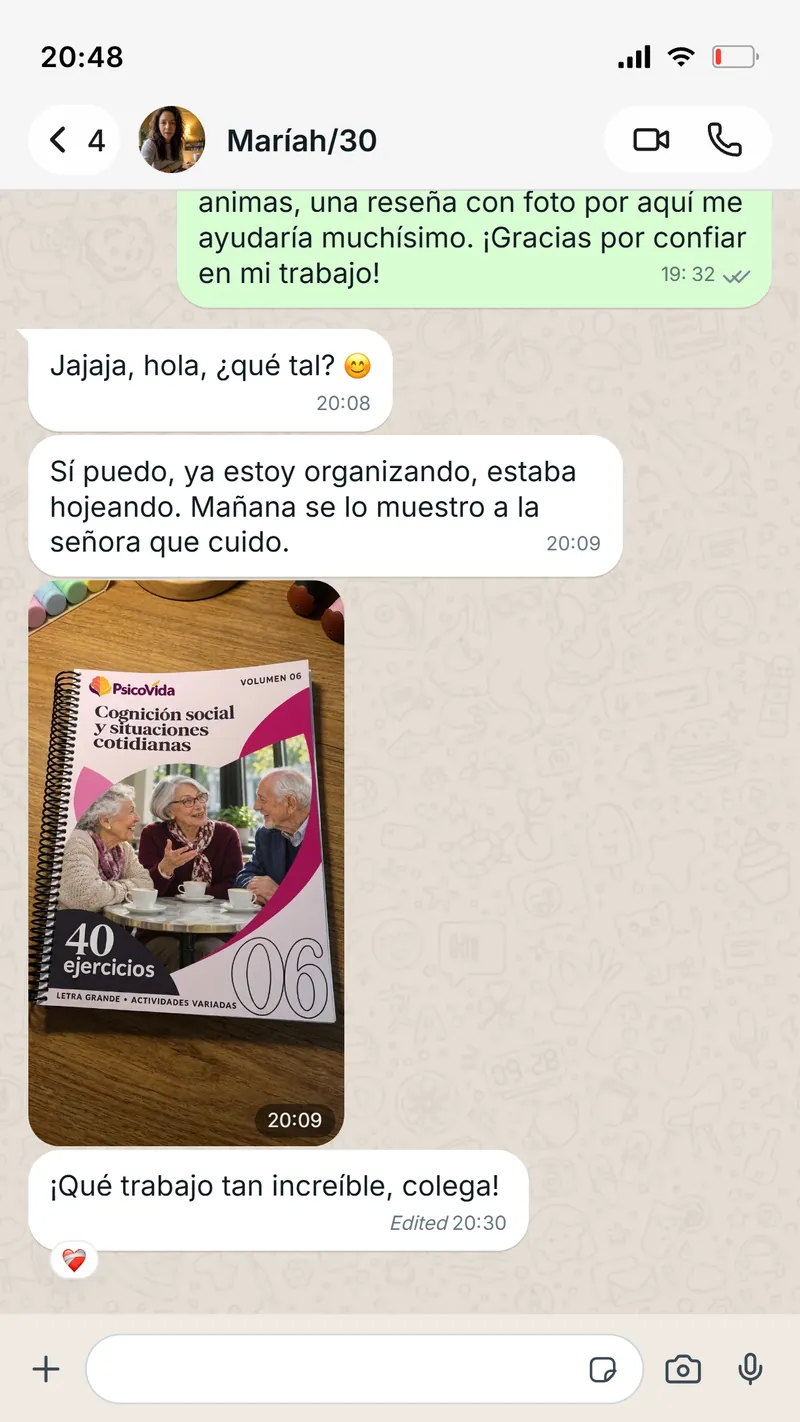 20:48
4
Maríah/30
animas, una reseña con foto por aquí me
ayudaría muchísimo. ¡Gracias por confiar
en mi trabajo!
19: 32
Jajaja, hola, ¿qué tal? 😊
20:08
Sí puedo, ya estoy organizando, estaba
hojeando. Mañana se lo muestro a la
señora que cuido.
20:09
PsicoVida
VOLUMEN 06
Cognición social
y situaciones
cotidianas
40
ejercicios
06
LETRA GRANDE • ACTIVIDADES VARIADAS
20:09
¡Qué trabajo tan increíble, colega!
Edited 20:30